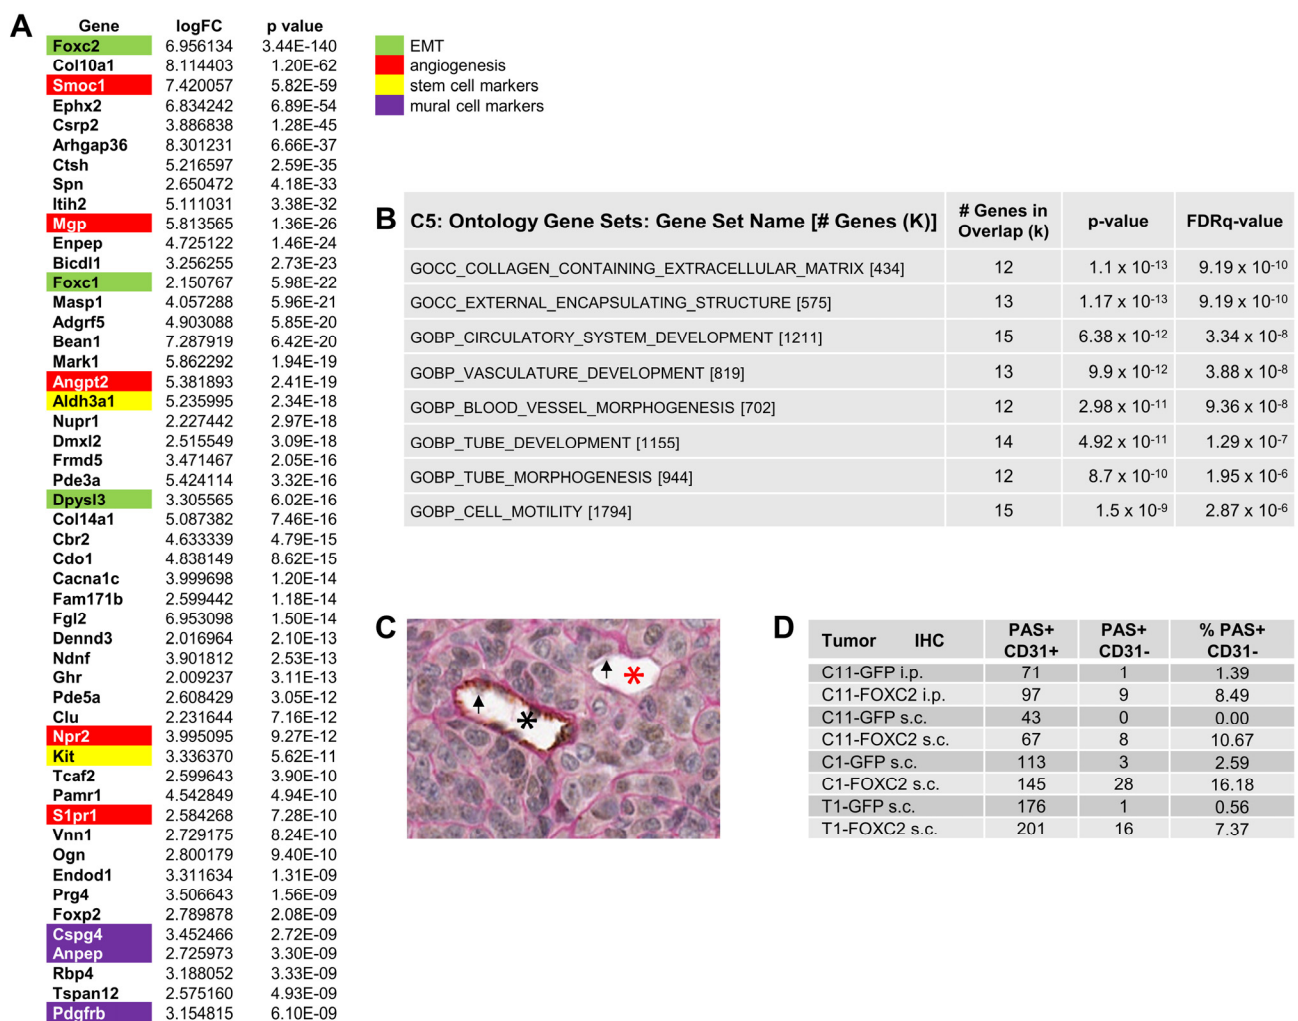 A
Gene logFC p value
Foxc2 6.956134 3.44E-140
Col10a1 8.114403 1.20E-62
Smoc1 7.420057 5.82E-59
Ephx2 6.834242 6.89E-54
Csrp2 3.886838 1.28E-45
Arhgap36 8.301231 6.66E-37
Ctsh 5.216597 2.59E-35
Spn 2.650472 4.18E-33
Itih2 5.111031 3.38E-32
Mgp 5.813565 1.36E-26
Enpep 4.725122 1.46E-24
Bicdl1 3.256255 2.73E-23
Foxc1 2.150767 5.98E-22
Masp1 4.057288 5.96E-21
Adgrf5 4.903088 5.85E-20
Bean1 7.287919 6.42E-20
Mark1 5.862292 1.94E-19
Angpt2 5.381893 2.41E-19
Aldh3a1 5.235995 2.34E-18
Nupr1 2.227442 2.97E-18
Dmxl2 2.515549 3.09E-18
Frmd5 3.471467 2.05E-16
Pde3a 5.424114 3.32E-16
Dpysl3 3.305565 6.02E-16
Col14a1 5.087382 7.46E-16
Cbr2 4.633339 4.79E-15
Cdo1 4.838149 8.62E-15
Cacna1c 3.999698 1.20E-14
Fam171b 2.599442 1.18E-14
Fgl2 6.953098 1.50E-14
Dennd3 2.016964 2.10E-13
Ndnf 3.901812 2.53E-13
Ghr 2.009237 3.11E-13
Pde5a 2.608429 3.05E-12
Clu 2.231644 7.16E-12
Npr2 3.995095 9.27E-12
Kit 3.336370 5.62E-11
Tcaf2 2.599643 3.90E-10
Pamr1 4.542849 4.94E-10
S1pr1 2.584268 7.28E-10
Vnn1 2.729175 8.24E-10
Ogn 2.800179 9.40E-10
Endod1 3.311634 1.31E-09
Prg4 3.506643 1.56E-09
Foxp2 2.789878 2.08E-09
Cspg4 3.452466 2.72E-09
Anpep 2.725973 3.30E-09
Rbp4 3.188052 3.33E-09
Tspan12 2.575160 4.93E-09
Pdgfrb 3.154815 6.10E-09
EMT
angiogenesis
stem cell markers
mural cell markers
B
C5: Ontology Gene Sets: Gene Set Name [# Genes (K)] # Genes in Overlap (k) p-value FDRq-value
GOCC_COLLAGEN_CONTAINING_EXTRACELLULAR_MATRIX [434] 12 1.1 x 10-13 9.19 x 10-10
GOCC_EXTERNAL_ENCAPSULATING_STRUCTURE [575] 13 1.17 x 10-13 9.19 x 10-10
GOBP_CIRCULATORY_SYSTEM_DEVELOPMENT [1211] 15 6.38 x 10-12 3.34 x 10-8
GOBP_VASCULATURE_DEVELOPMENT [819] 13 9.9 x 10-12 3.88 x 10-8
GOBP_BLOOD_VESSEL_MORPHOGENESIS [702] 12 2.98 x 10-11 9.36 x 10-8
GOBP_TUBE_DEVELOPMENT [1155] 14 4.92 x 10-11 1.29 x 10-7
GOBP_TUBE_MORPHOGENESIS [944] 12 8.7 x 10-10 1.95 x 10-6
GOBP_CELL_MOTILITY [1794] 15 1.5 x 10-9 2.87 x 10-6
C
*
*
D
Tumor IHC PAS+ CD31+ PAS+ CD31- % PAS+ CD31-
C11-GFP i.p. 71 1 1.39
C11-FOXC2 i.p. 97 9 8.49
C11-GFP s.c. 43 0 0.00
C11-FOXC2 s.c. 67 8 10.67
C1-GFP s.c. 113 3 2.59
C1-FOXC2 s.c. 145 28 16.18
T1-GFP s.c. 176 1 0.56
T1-FOXC2 s.c. 201 16 7.37